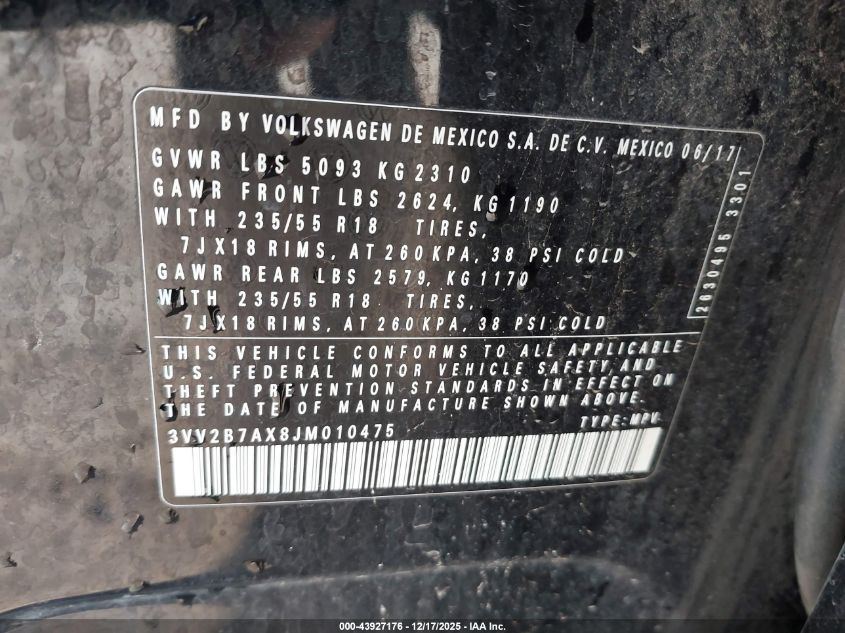 MFD BY VOLKSWAGEN DE MEXICO S.A. DE C.V. MEXICO 06/17
GVWR LBS 5093 KG 2310
GAWR FRONT LBS 2624, KG 1190
WITH 235/55 R18 TIRES,
7JX18 RIMS, AT 260 KPA, 38 PSI COLD
GAWR REAR LBS 2579, KG 1170
WITH 235/55 R18 TIRES,
7JX18 RIMS, AT 260 KPA, 38 PSI COLD
2630495 3301
THIS VEHICLE CONFORMS TO ALL APPLICABLE
U.S. FEDERAL MOTOR VEHICLE SAFETY AND
THEFT PREVENTION STANDARDS IN EFFECT ON
THE DATE OF MANUFACTURE SHOWN ABOVE.
3VV2B7AX8JM010475 TYPE: MPV
000-43927176 - 12/17/2025 - IAA Inc.